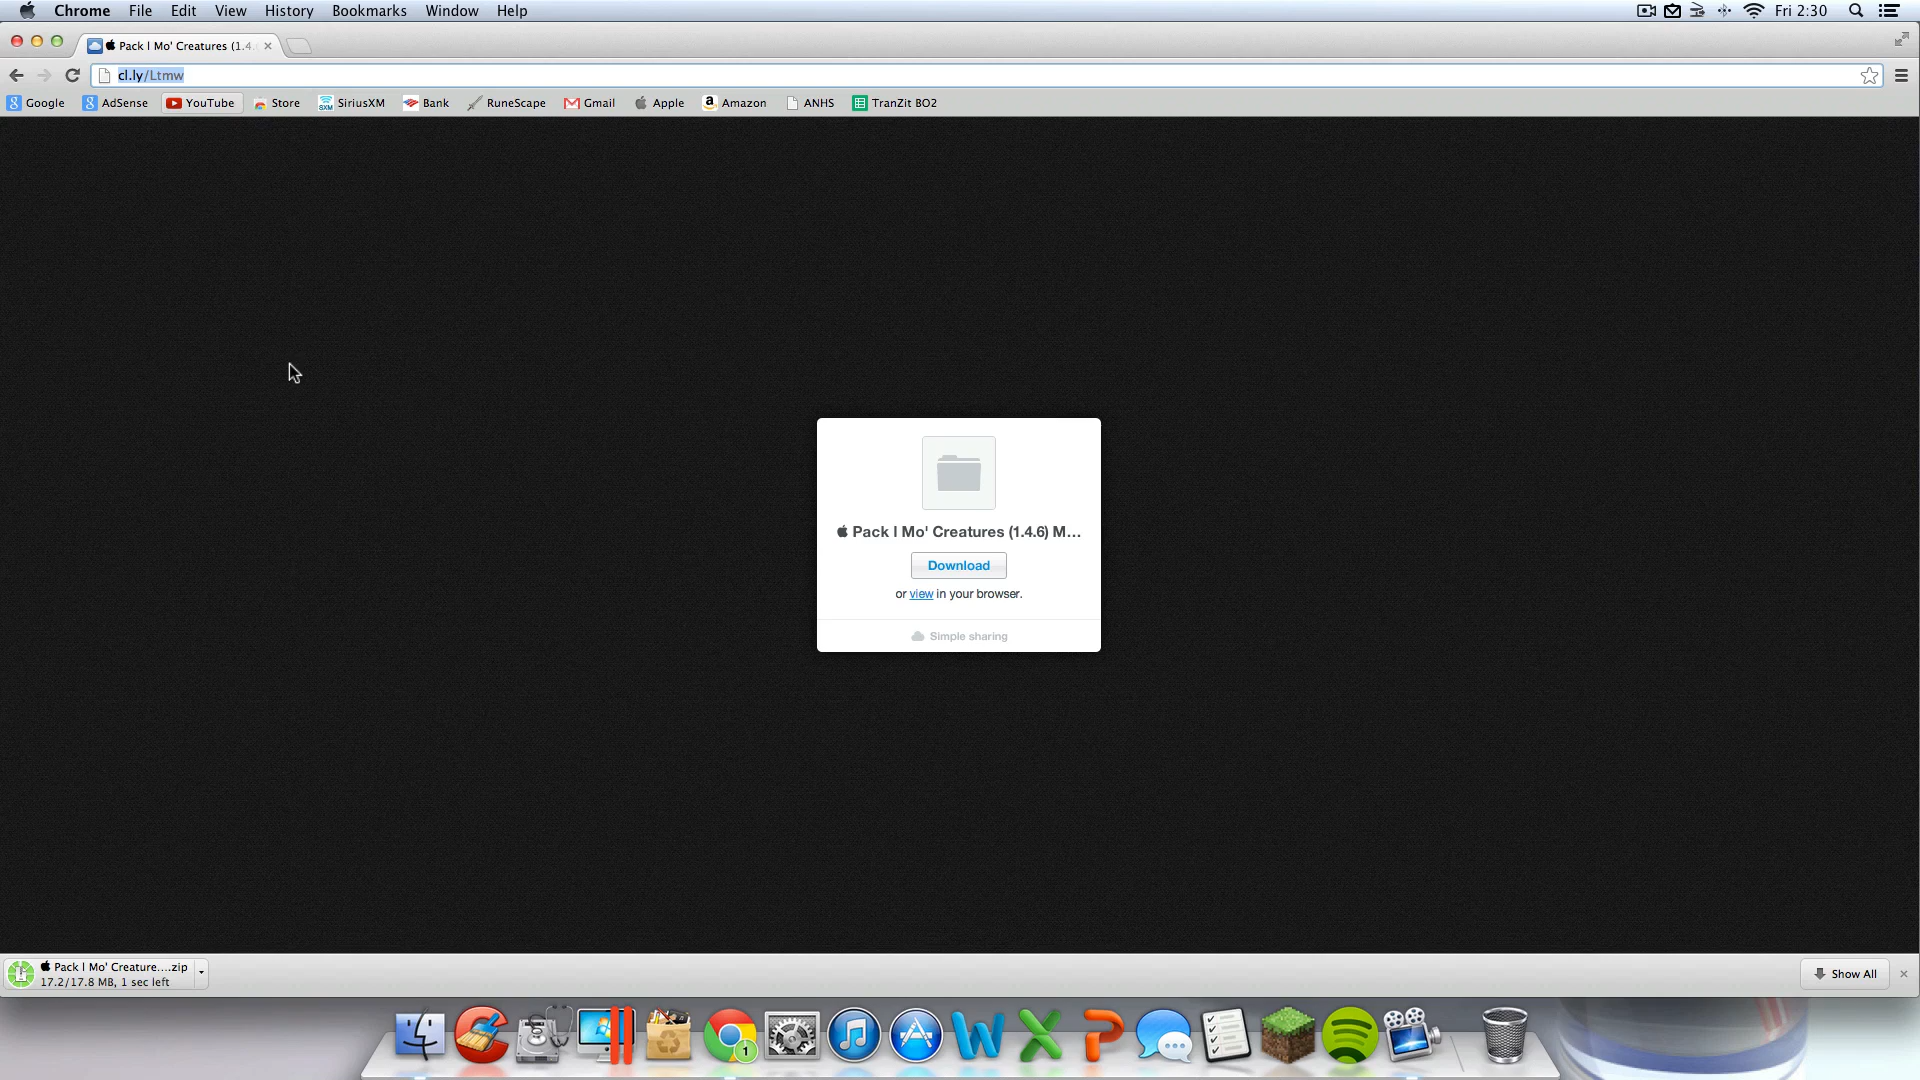 Chrome File Edit View History Bookmarks Window Help Fri 2:30
Pack | Mo' Creatures (1.4.
cl.ly/Ltmw
Google AdSense YouTube Store SiriusXM Bank RuneScape Gmail Apple Amazon ANHS TranZit BO2
Pack | Mo' Creatures (1.4.6) M...
Download
or view in your browser.
Simple sharing
Pack | Mo' Creature....zip
17.2/17.8 MB, 1 sec left
Show All
1